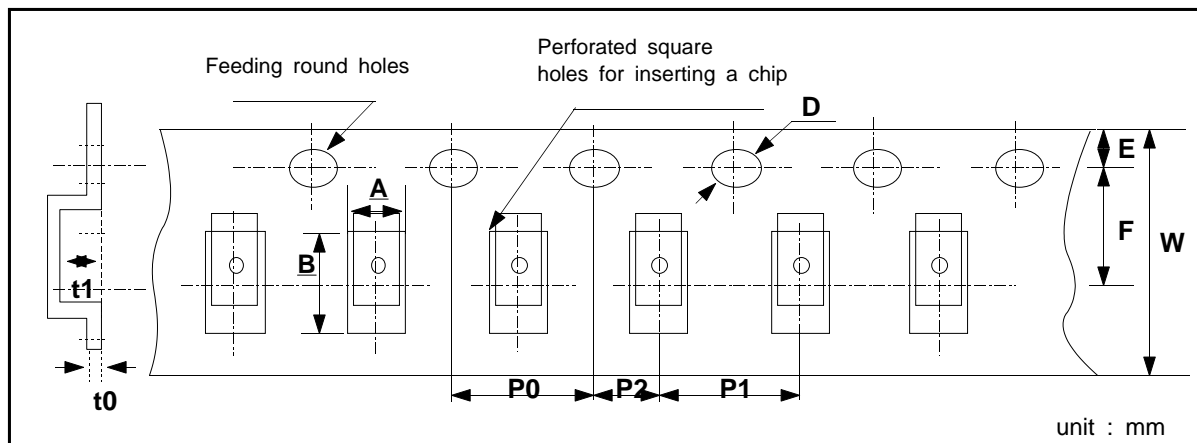 Feeding round holes
Perforated square
holes for inserting a chip
D
E
A
F
W
B
t1
t0
P0
P2
P1
unit : mm